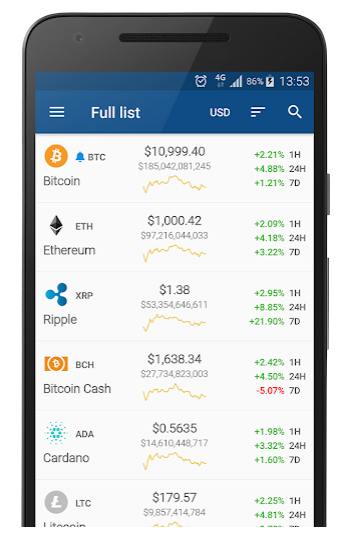 4G 86% 13:53
Full list USD
$10,999.40 +2.21% 1H
BTC $185,042,081,245 +4.88% 24H
Bitcoin +1.21% 7D
$1,000.42 +2.09% 1H
ETH $97,216,044,033 +4.18% 24H
Ethereum +3.22% 7D
$1.38 +2.95% 1H
XRP $53,354,646,611 +8.85% 24H
Ripple +21.90% 7D
$1,638.34 +2.42% 1H
BCH $27,734,823,003 +4.50% 24H
Bitcoin Cash -5.07% 7D
$0.5635 +1.98% 1H
ADA $14,610,448,717 +3.32% 24H
Cardano +1.60% 7D
$179.57 +2.25% 1H
LTC $9,857,414,784 +4.81% 24H